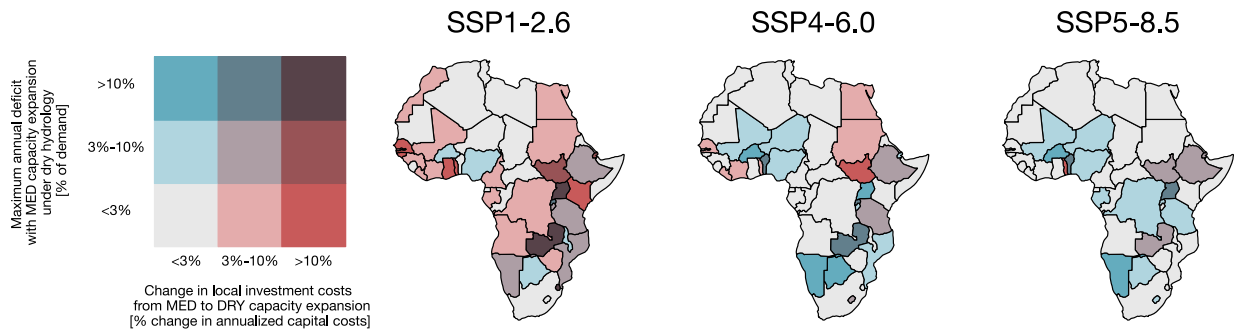 SSP1-2.6
SSP4-6.0
SSP5-8.5
Maximum annual deficit
with MED capacity expansion
under dry hydrology
[% of demand]
>10%
3%-10%
<3%
<3%
3%-10%
>10%
Change in local investment costs
from MED to DRY capacity expansion
[% change in annualized capital costs]